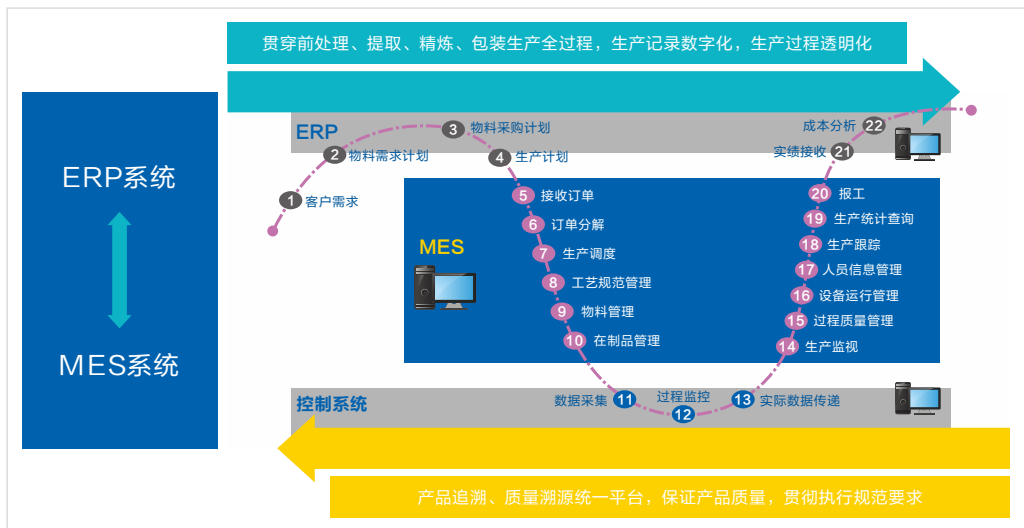 贯穿前处理、提取、精炼、包装生产全过程，生产记录数字化，生产过程透明化
ERP系统
MES系统
ERP
1 客户需求
2 物料需求计划
3 物料采购计划
4 生产计划
MES
5 接收订单
6 订单分解
7 生产调度
8 工艺规范管理
9 物料管理
10 在制品管理
控制系统
数据采集 11
过程监控
12
13 实际数据传递
14 生产监视
15 过程质量管理
16 设备运行管理
17 人员信息管理
18 生产跟踪
19 生产统计查询
20 报工
实绩接收 21
成本分析 22
产品追溯、质量溯源统一平台，保证产品质量，贯彻执行规范要求